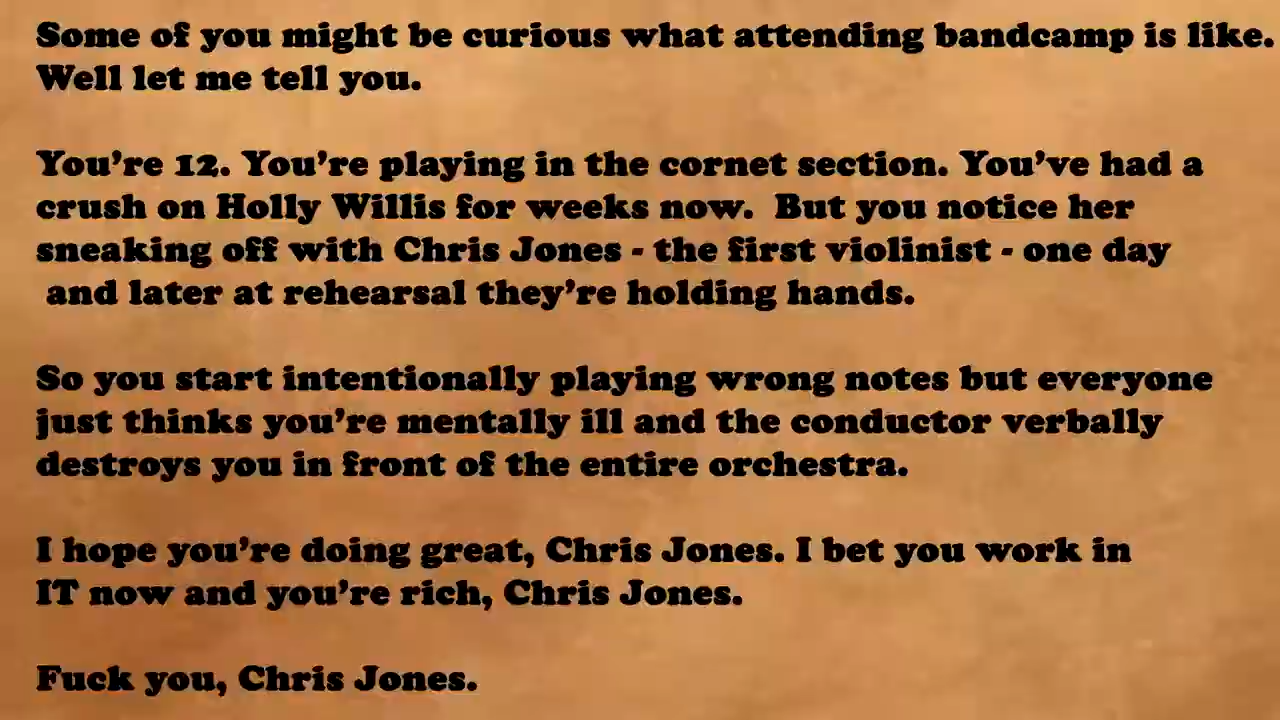 Some of you might be curious what attending bandcamp is like.
Well let me tell you.
You're 12. You're playing in the cornet section. You've had a
crush on Holly Willis for weeks now. But you notice her
sneaking off with Chris Jones - the first violinist - one day
and later at rehearsal they're holding hands.
So you start intentionally playing wrong notes but everyone
just thinks you're mentally ill and the conductor verbally
destroys you in front of the entire orchestra.
I hope you're doing great, Chris Jones. I bet you work in
IT now and you're rich, Chris Jones.
Fuck you, Chris Jones.